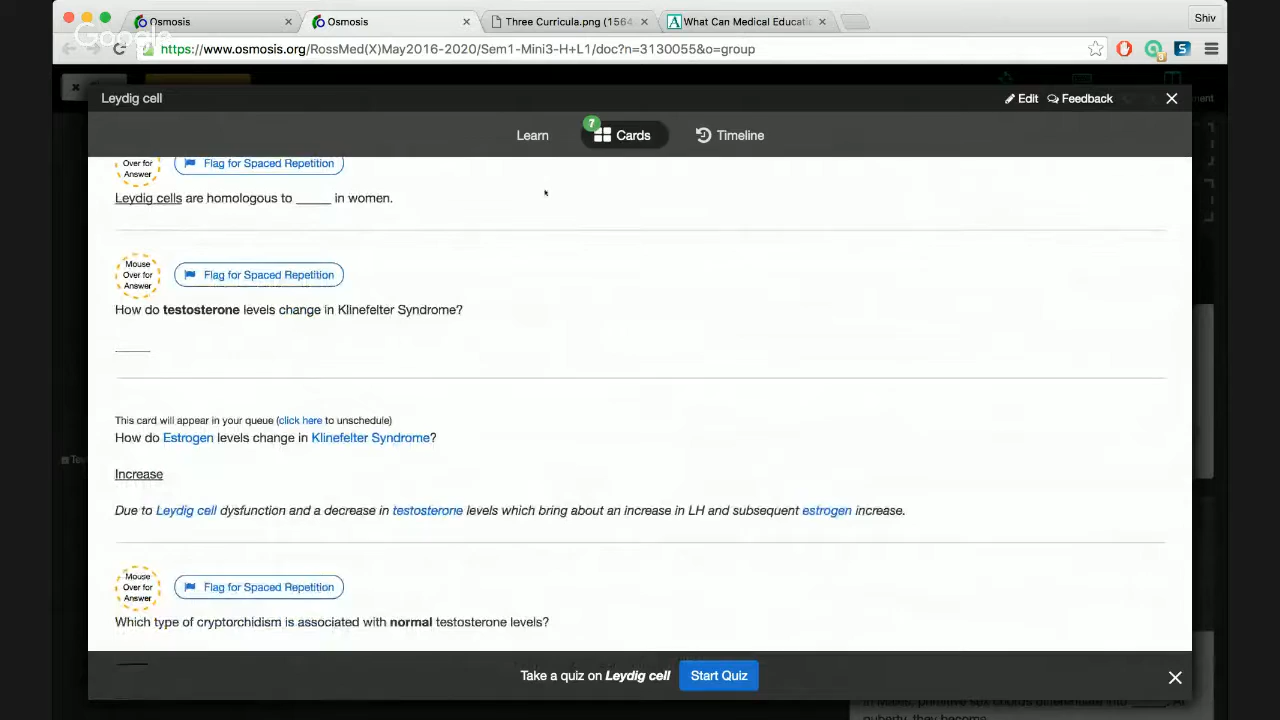 Osmosis
Osmosis
Three Curricula.png (1564
What Can Medical Educati
Shiv
Google
https://www.osmosis.org/RossMed(X)May2016-2020/Sem1-Mini3-H+L1/doc?n=3130055&o=group
Leydig cell
Edit
Feedback
7
Learn
Cards
Timeline
Over for
Answer
Flag for Spaced Repetition
Leydig cells are homologous to _____ in women.
Mouse
Over for
Answer
Flag for Spaced Repetition
How do testosterone levels change in Klinefelter Syndrome?
_____
This card will appear in your queue (click here to unschedule)
How do Estrogen levels change in Klinefelter Syndrome?
Increase
Due to Leydig cell dysfunction and a decrease in testosterone levels which bring about an increase in LH and subsequent estrogen increase.
Mouse
Over for
Answer
Flag for Spaced Repetition
Which type of cryptorchidism is associated with normal testosterone levels?
Take a quiz on Leydig cell
Start Quiz